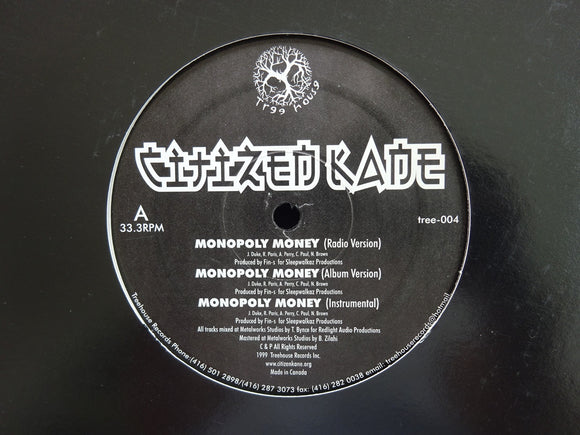 Tree house
CITIZEN KANE
A
33.3RPM
tree-004
MONOPOLY MONEY (Radio Version)
J. Duke, R. Paris, A. Perry, C. Paul, N. Brown
Produced by Fin-s for Sleepwalkaz Productions
MONOPOLY MONEY (Album Version)
J. Duke, R. Paris, A. Perry, C. Paul, N. Brown
Produced by Fin-s for Sleepwalkaz Productions
MONOPOLY MONEY (Instrumental)
J. Duke, R. Paris, A. Perry, C. Paul, N. Brown
Produced by Fin-s for Sleepwalkaz Productions
All tracks mixed at Metalworks Studios by T. Bynce for Redlight Audio Productions
Mastered at Metalworks Studios by B. Zilahi
C & P All Rights Reserved
1999 Treehouse Records Inc.
www.citizenkane.org
Made in Canada
Treehouse Records Phone:(416) 501 2898/(416) 287 3073 fax: (416) 282 0038 email: treehouserecords@hotmail